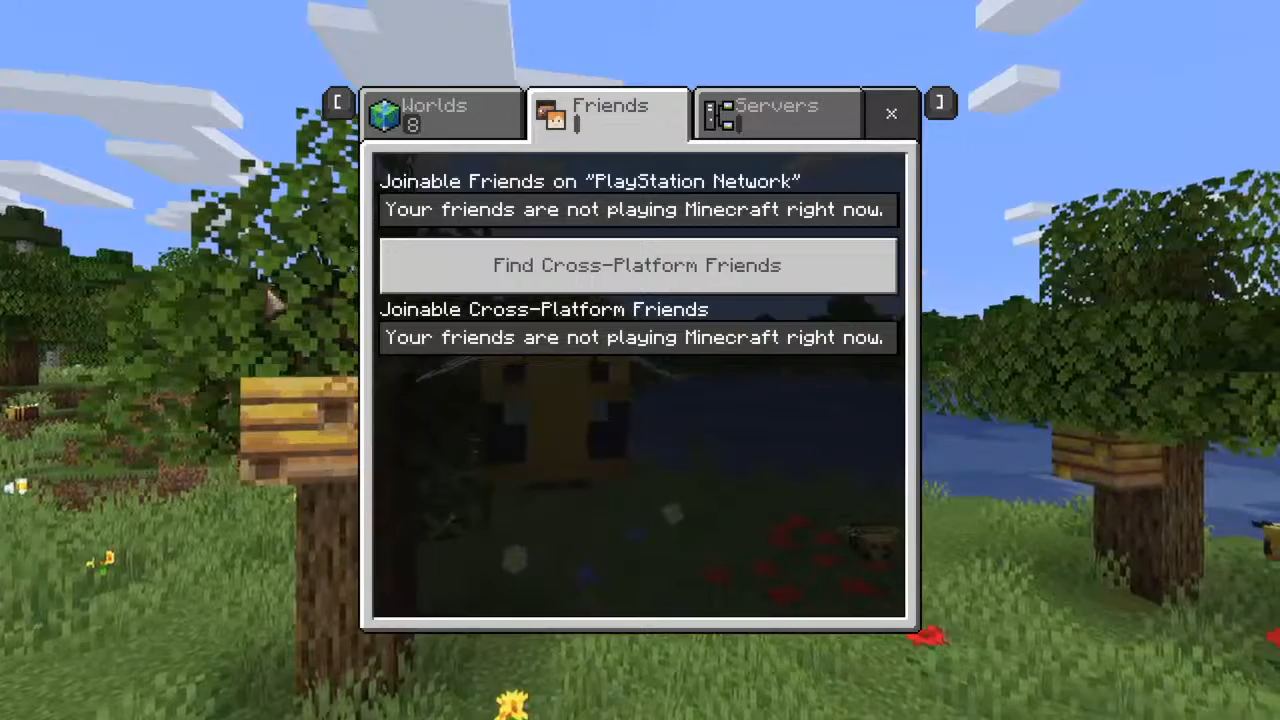 [
Worlds
8
Friends
Servers
×
]
Joinable Friends on "PlayStation Network"
Your friends are not playing Minecraft right now.
Find Cross-Platform Friends
Joinable Cross-Platform Friends
Your friends are not playing Minecraft right now.